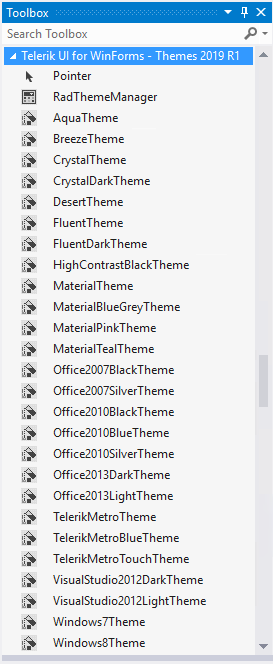 Toolbox
Search Toolbox
Telerik UI for WinForms - Themes 2019 R1
Pointer
RadThemeManager
AquaTheme
BreezeTheme
CrystalTheme
CrystalDarkTheme
DesertTheme
FluentTheme
FluentDarkTheme
HighContrastBlackTheme
MaterialTheme
MaterialBlueGreyTheme
MaterialPinkTheme
MaterialTealTheme
Office2007BlackTheme
Office2007SilverTheme
Office2010BlackTheme
Office2010BlueTheme
Office2010SilverTheme
Office2013DarkTheme
Office2013LightTheme
TelerikMetroTheme
TelerikMetroBlueTheme
TelerikMetroTouchTheme
VisualStudio2012DarkTheme
VisualStudio2012LightTheme
Windows7Theme
Windows8Theme